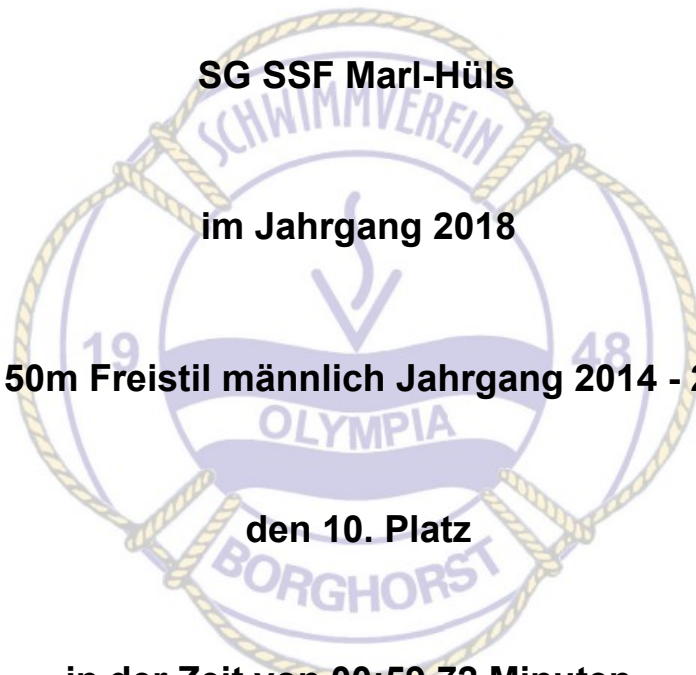 SG SSF Marl-Hüls
SCHWIMMVEREIN
im Jahrgang 2018
19 48
50m Freistil männlich Jahrgang 2014 -
OLYMPIA
den 10. Platz
BORGHORST
in der Zeit von 00:59,72 Minuten